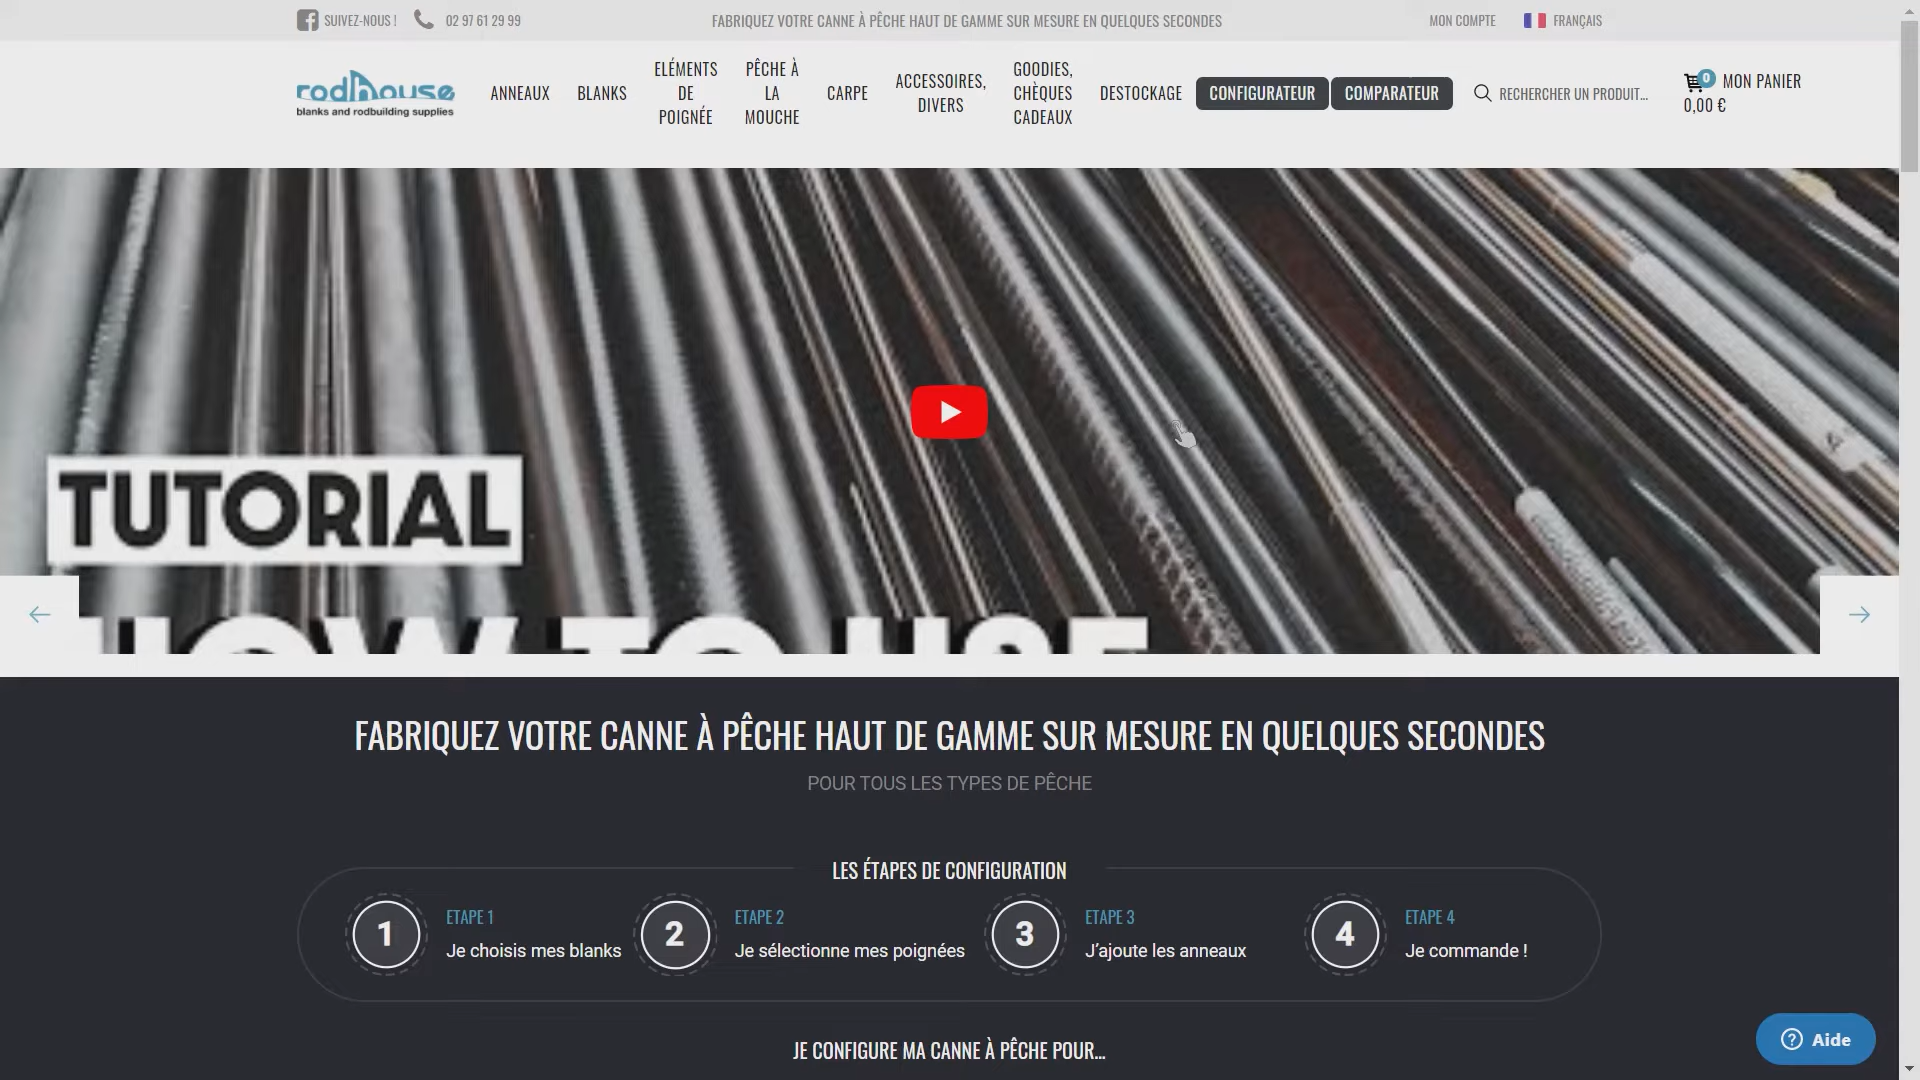 SUIVEZ-NOUS !
02 97 61 29 99
FABRIQUEZ VOTRE CANNE À PÊCHE HAUT DE GAMME SUR MESURE EN QUELQUES SECONDES
MON COMPTE
FRANÇAIS
rodhouse
blanks and rodbuilding supplies
ANNEAUX
BLANKS
ELÉMENTS
DE
POIGNÉE
PÊCHE À
LA
MOUCHE
CARPE
ACCESSOIRES,
DIVERS
GOODIES,
CHÈQUES
CADEAUX
DESTOCKAGE
CONFIGURATEUR
COMPARATEUR
RECHERCHER UN PRODUIT...
0 MON PANIER
0,00 €
TUTORIAL
HOW TO USE
FABRIQUEZ VOTRE CANNE À PÊCHE HAUT DE GAMME SUR MESURE EN QUELQUES SECONDES
POUR TOUS LES TYPES DE PÊCHE
LES ÉTAPES DE CONFIGURATION
1
ETAPE 1
Je choisis mes blanks
2
ETAPE 2
Je sélectionne mes poignées
3
ETAPE 3
J’ajoute les anneaux
4
ETAPE 4
Je commande !
JE CONFIGURE MA CANNE À PÊCHE POUR...
Aide